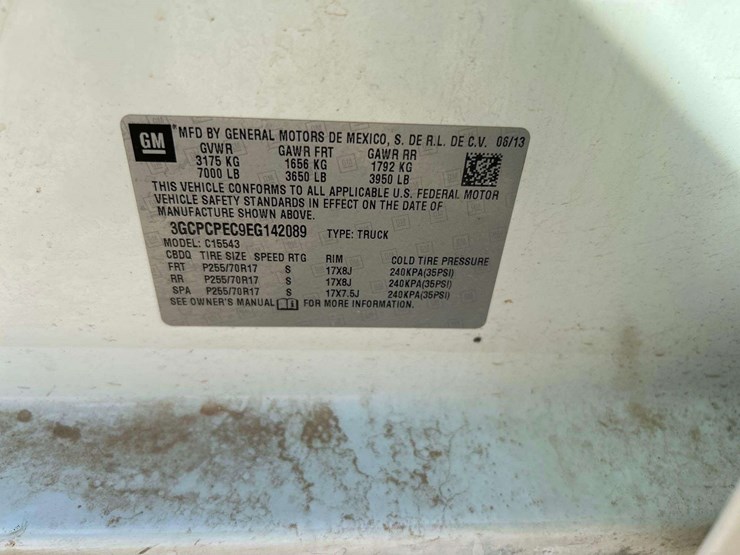 GM
MFD BY GENERAL MOTORS DE MEXICO, S. DE R.L. DE C.V. 08/13
GVWR GAWR FRT GAWR RR
3175 KG 1656 KG 1792 KG
7000 LB 3650 LB 3950 LB
THIS VEHICLE CONFORMS TO ALL APPLICABLE U.S. FEDERAL MOTOR
VEHICLE SAFETY STANDARDS IN EFFECT ON THE DATE OF
MANUFACTURE SHOWN ABOVE.
3GCPCPEC9EG142089 TYPE: TRUCK
MODEL: C15543
CBDQ TIRE SIZE SPEED RTG RIM COLD TIRE PRESSURE
FRT P255/70R17 S 17X8J 240KPA(35PSI)
RR P255/70R17 S 17X8J 240KPA(35PSI)
SPA P255/70R17 S 17X7.5J 240KPA(35PSI)
SEE OWNER'S MANUAL FOR MORE INFORMATION.